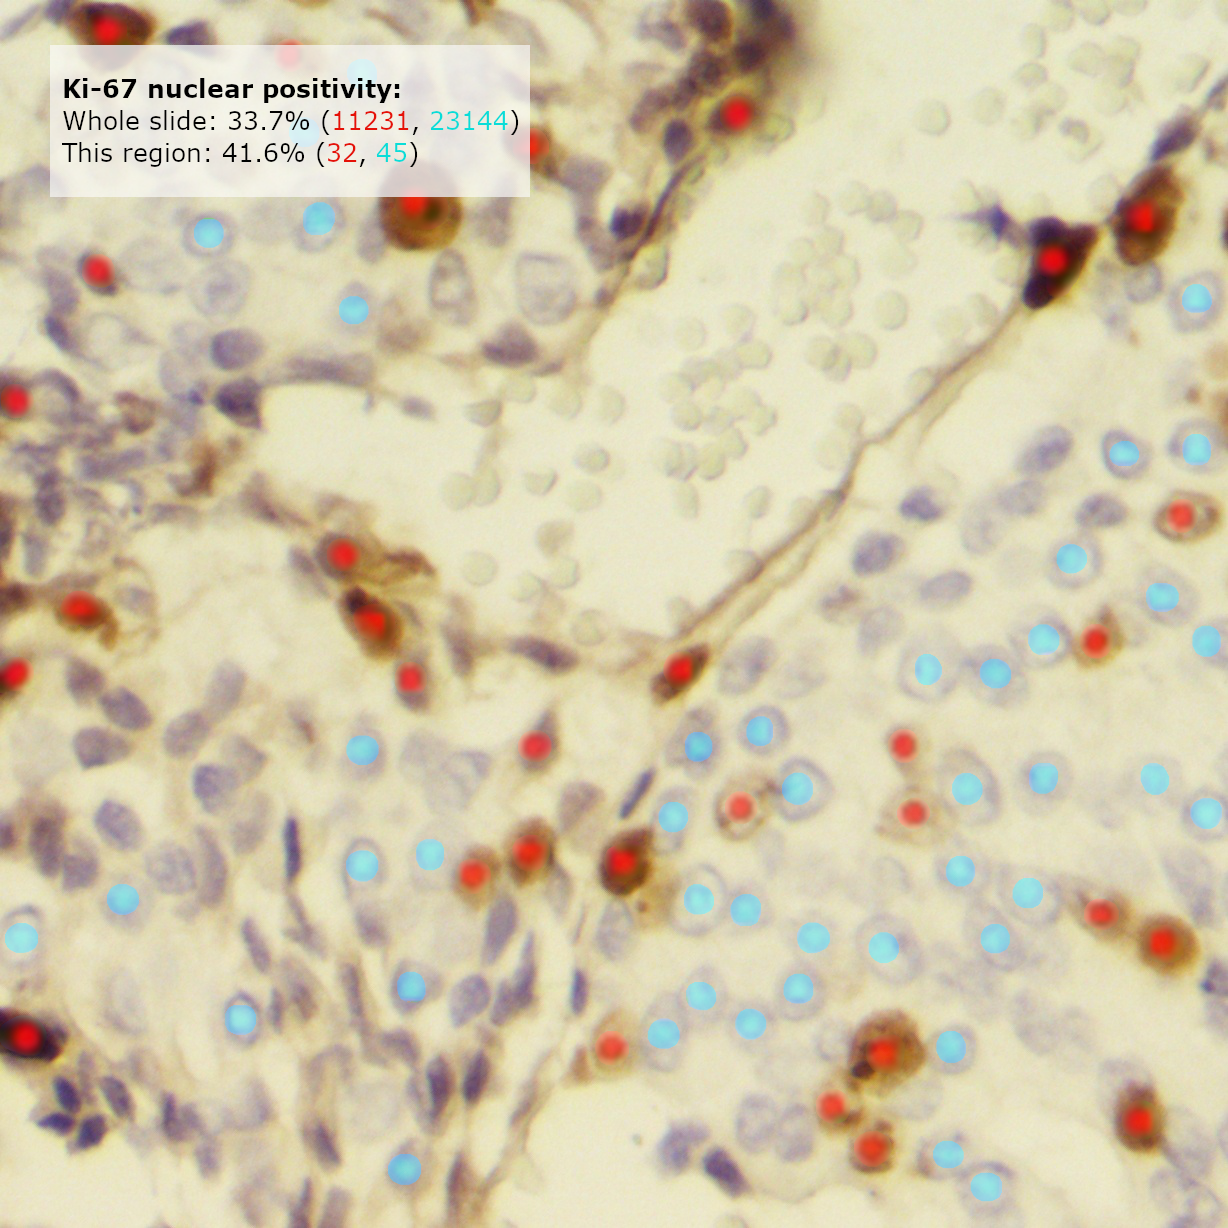 Ki-67 nuclear positivity:
Whole slide: 33.7% (11231, 23144)
This region: 41.6% (32, 45)